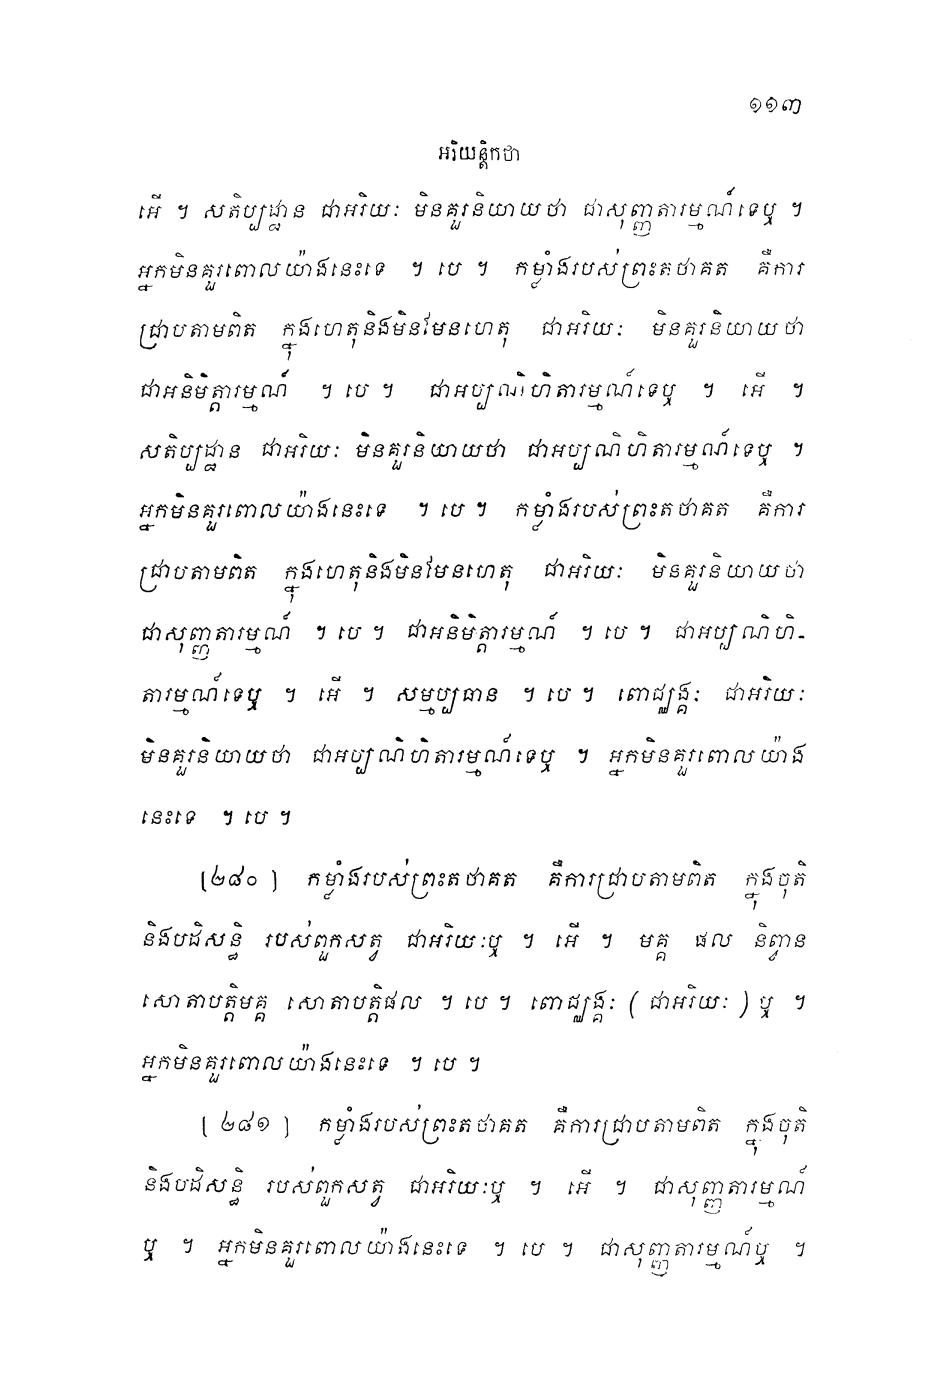 ១១៣
អរិយន្តិកថា
អើ ។ សតិប្បដ្ឋាន ជាអរិយៈ មិនគួរនិយាយថា ជាសុញ្ញតារម្មណ៍ទេឬ ។
អ្នកមិនគួរពោលយ៉ាងនេះទេ ។ បេ ។ កម្លាំងរបស់ព្រះតថាគត គឺការ
ជ្រាបតាមពិត ក្នុងហេតុនិងមិនមែនហេតុ ជាអរិយៈ មិនគួរនិយាយថា
ជាអនិមិត្តារម្មណ៍ ។ បេ ។ ជាអប្បណិហិតារម្មណ៍ទេឬ ។ អើ ។
សតិប្បដ្ឋាន ជាអរិយៈ មិនគួរនិយាយថា ជាអប្បណិហិតារម្មណ៍ទេឬ ។
អ្នកមិនគួរពោលយ៉ាងនេះទេ ។ បេ ។ កម្លាំងរបស់ព្រះតថាគត គឺការ
ជ្រាបតាមពិត ក្នុងហេតុនិងមិនមែនហេតុ ជាអរិយៈ មិនគួរនិយាយថា
ជាសុញ្ញតារម្មណ៍ ។ បេ ។ ជាអនិមិត្តារម្មណ៍ ។ បេ ។ ជាអប្បណិហិ-
តារម្មណ៍ទេឬ ។ អើ ។ សម្មប្បធាន ។ បេ ។ ពោជ្ឈង្គៈ ជាអរិយៈ
មិនគួរនិយាយថា ជាអប្បណិហិតារម្មណ៍ទេឬ ។ អ្នកមិនគួរពោលយ៉ាង
នេះទេ ។ បេ ។
(២៨០) កម្លាំងរបស់ព្រះតថាគត គឺការជ្រាបតាមពិត ក្នុងចុតិ
និងបដិសន្ធិ របស់ពួកសត្វ ជាអរិយៈឬ ។ អើ ។ មគ្គ ផល និព្វាន
សោតាបត្តិមគ្គ សោតាបត្តិផល ។ បេ ។ ពោជ្ឈង្គៈ (ជាអរិយៈ) ឬ ។
អ្នកមិនគួរពោលយ៉ាងនេះទេ ។ បេ ។
(២៨១) កម្លាំងរបស់ព្រះតថាគត គឺការជ្រាបតាមពិត ក្នុងចុតិ
និងបដិសន្ធិ របស់ពួកសត្វ ជាអរិយៈឬ ។ អើ ។ ជាសុញ្ញតារម្មណ៍
ឬ ។ អ្នកមិនគួរពោលយ៉ាងនេះទេ ។ បេ ។ ជាសុញ្ញតារម្មណ៍ឬ ។